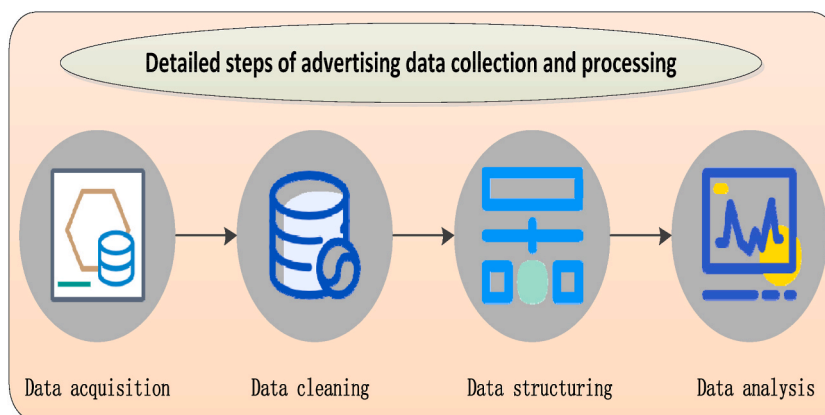 Detailed steps of advertising data collection and processing
Data acquisition
Data cleaning
Data structuring
Data analysis